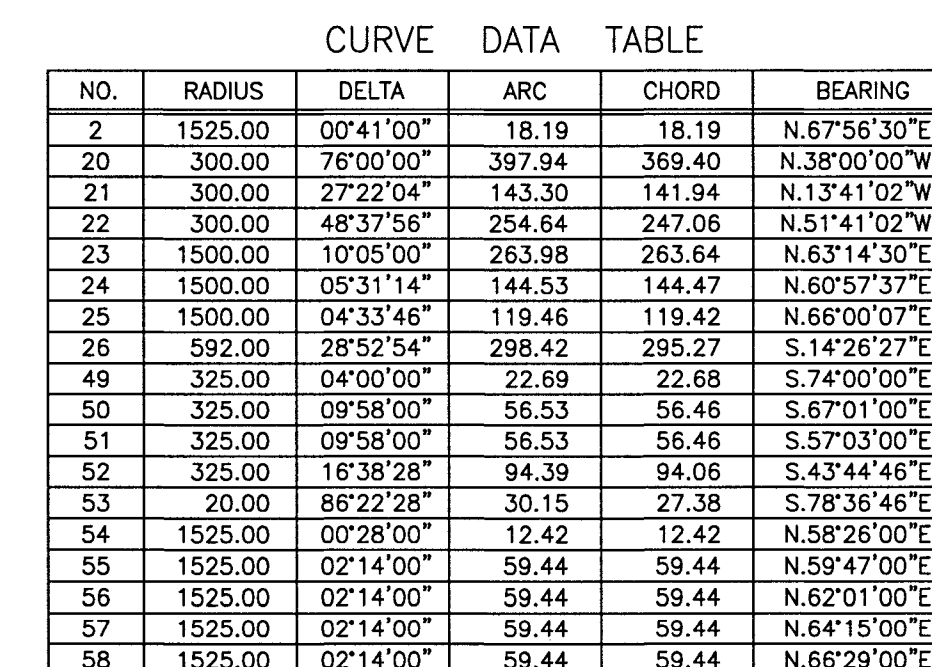 CURVE DATA TABLE
NO. RADIUS DELTA ARC CHORD BEARING
2 1525.00 00°41'00" 18.19 18.19 N.67°56'30"E
20 300.00 76°00'00" 397.94 369.40 N.38°00'00"W
21 300.00 27°22'04" 143.30 141.94 N.13°41'02"W
22 300.00 48°37'56" 254.64 247.06 N.51°41'02"W
23 1500.00 10°05'00" 263.98 263.64 N.63°14'30"E
24 1500.00 05°31'14" 144.53 144.47 N.60°57'37"E
25 1500.00 04°33'46" 119.46 119.42 N.66°00'07"E
26 592.00 28°52'54" 298.42 295.27 S.14°26'27"E
49 325.00 04°00'00" 22.69 22.68 S.74°00'00"E
50 325.00 09°58'00" 56.53 56.46 S.67°01'00"E
51 325.00 09°58'00" 56.53 56.46 S.57°03'00"E
52 325.00 16°38'28" 94.39 94.06 S.43°44'46"E
53 20.00 86°22'28" 30.15 27.38 S.78°36'46"E
54 1525.00 00°28'00" 12.42 12.42 N.58°26'00"E
55 1525.00 02°14'00" 59.44 59.44 N.59°47'00"E
56 1525.00 02°14'00" 59.44 59.44 N.62°01'00"E
57 1525.00 02°14'00" 59.44 59.44 N.64°15'00"E
58 1525.00 02°14'00" 59.44 59.44 N.66°29'00"E